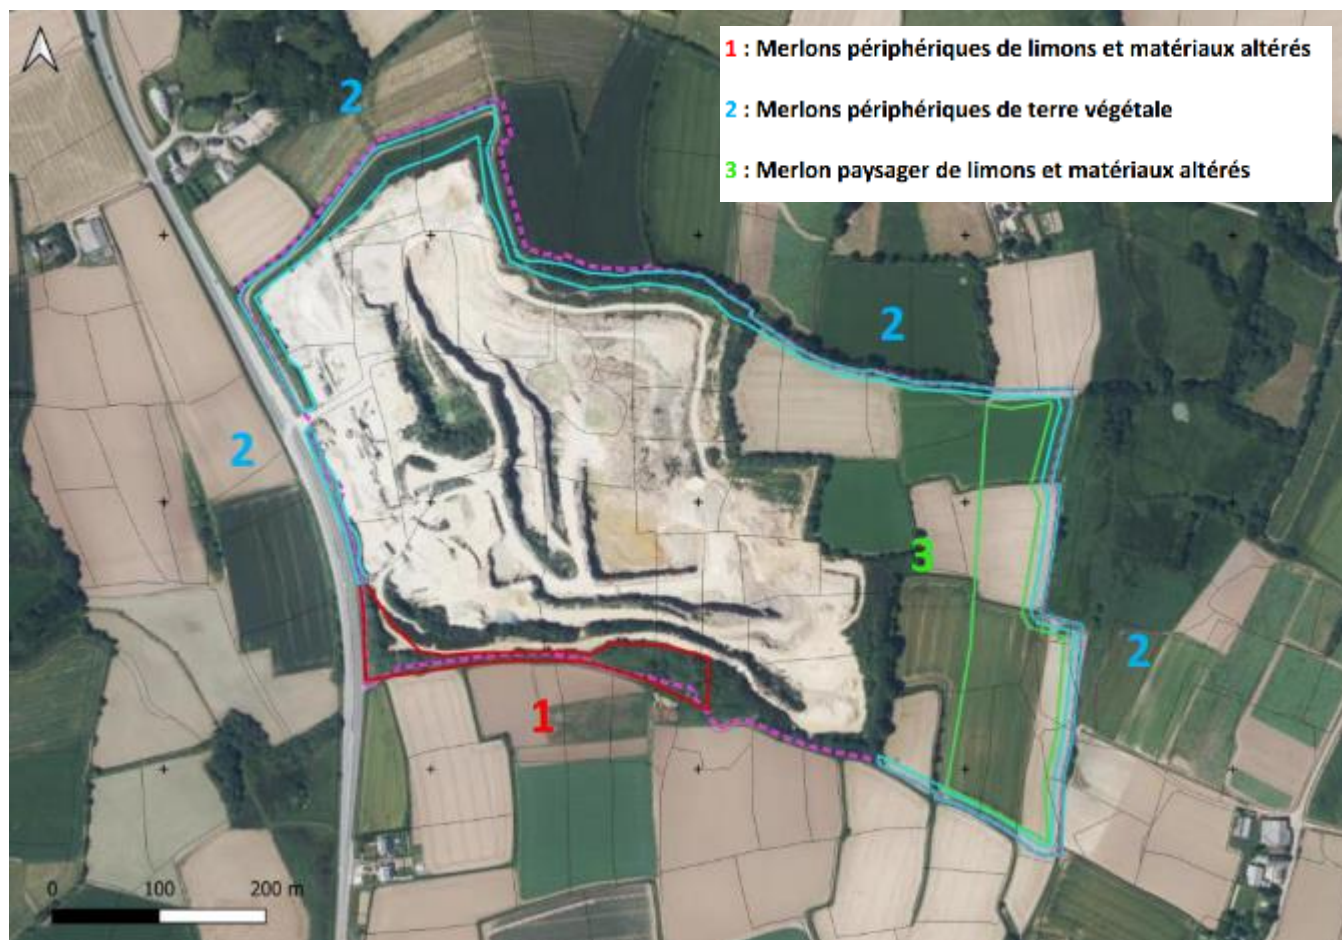 1 : Merlons périphériques de limons et matériaux altérés
2 : Merlons périphériques de terre végétale
3 : Merlon paysager de limons et matériaux altérés
2
2
2
3
2
1
0 100 200 m